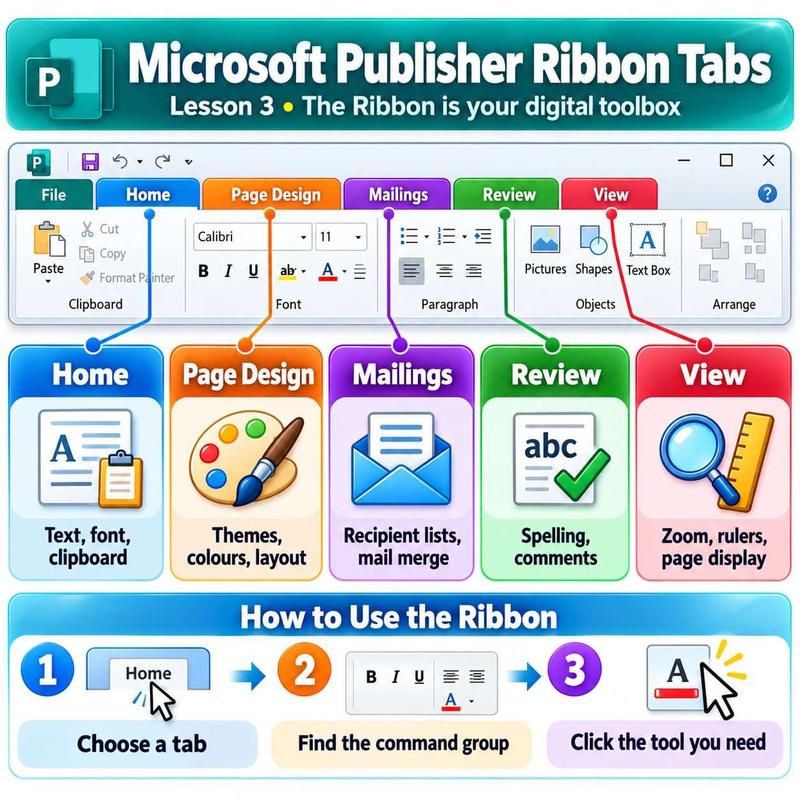 P
Microsoft Publisher Ribbon Tabs
Lesson 3 • The Ribbon is your digital toolbox
P
File Home Page Design Mailings Review View ?
Paste
Cut
Copy
Format Painter
Clipboard
Calibri 11
B I U ab A
Font
Paragraph
Pictures Shapes Text Box
A
Objects
Arrange
Home
A
Text, font,
clipboard
Page Design
Themes,
colours, layout
Mailings
Recipient lists,
mail merge
Review
abc
Spelling,
comments
View
Zoom, rulers,
page display
How to Use the Ribbon
1
Home
Choose a tab
2
B I U
A
Find the command group
3
A
Click the tool you need